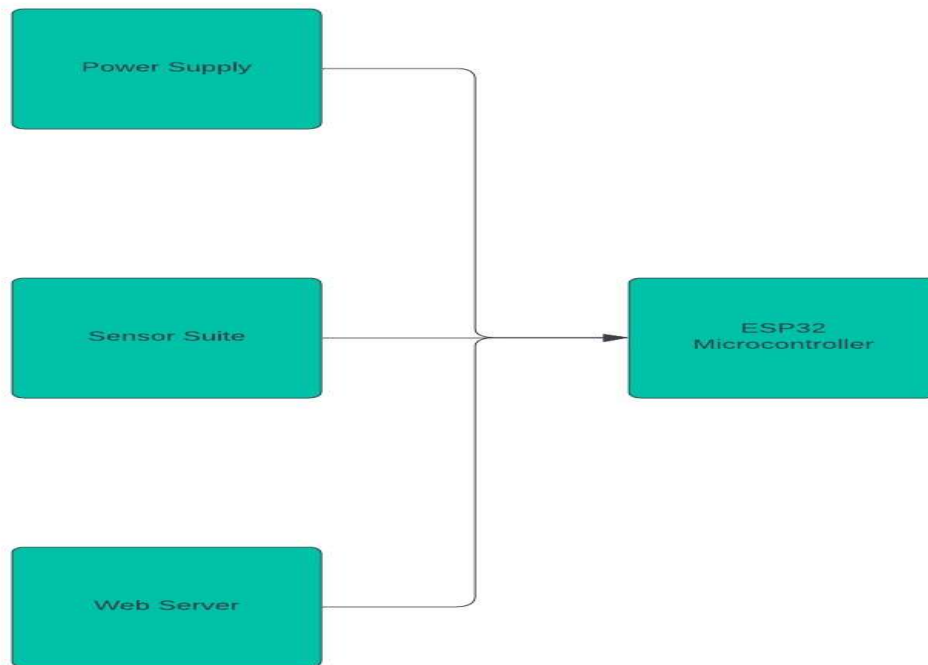 Power Supply
Sensor Suite
ESP32
Microcontroller
Web Server